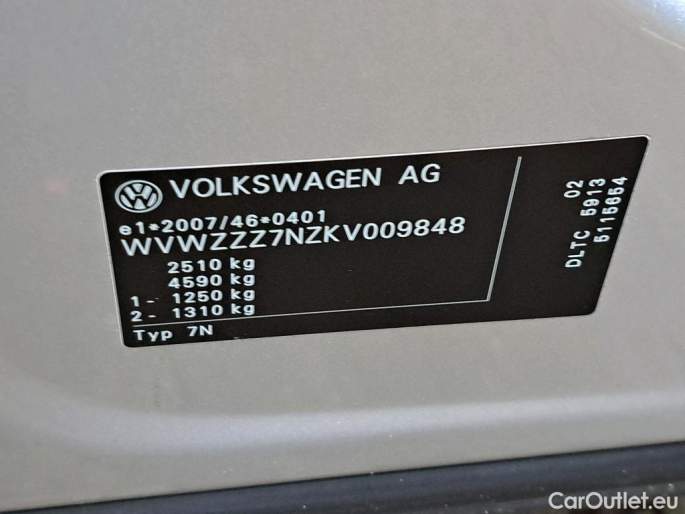 VOLKSWAGEN AG
e1*2007/46*0401
WVWZZZ7NZKV009848
2510 kg
4590 kg
1- 1250 kg
2- 1310 kg
Typ 7N
02
DLTC 5913
5115654
CarOutlet.eu